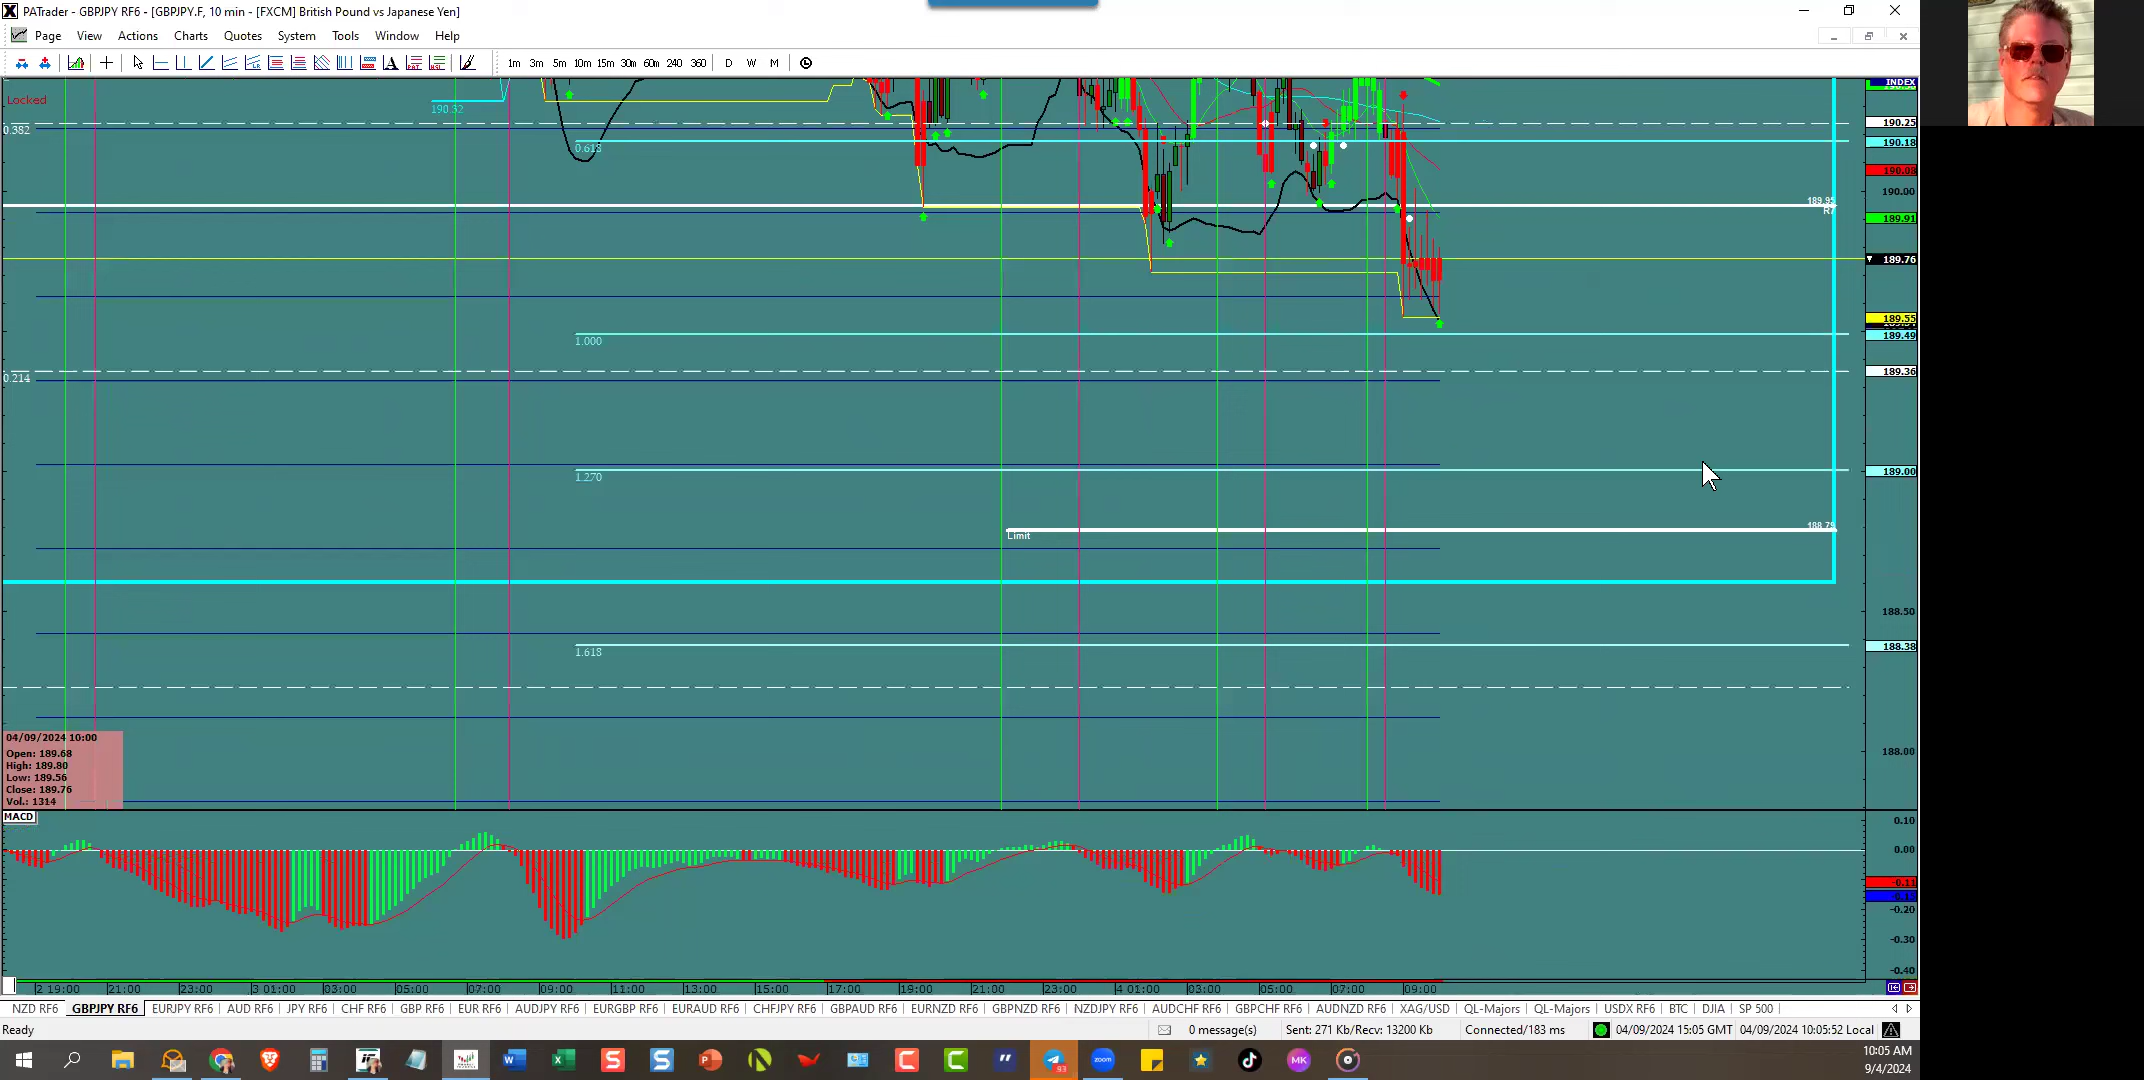 PATrader - GBPJPY RF6 - [GBPJPY.F, 10 min - [FXCM] British Pound vs Japanese Yen]
Page View Actions Charts Quotes System Tools Window Help
1m 3m 5m 10m 15m 30m 60m 240 360 D W M
Locked
INDEX
190.32
0.382
190.25
0.618
190.18
190.08
190.00
189.95
R7
189.91
189.76
189.55
189.49
1.000
189.36
0.214
1.270
189.00
188.79
Limit
188.50
1.618
188.38
04/09/2024 10:00
Open: 189.68
High: 189.80
Low: 189.56
Close: 189.76
Vol.: 1314
188.00
MACD
0.10
0.00
-0.11
-0.20
-0.30
-0.40
2 19:00 21:00 23:00 3 01:00 03:00 05:00 07:00 09:00 11:00 13:00 15:00 17:00 19:00 21:00 23:00 4 01:00 03:00 05:00 07:00 09:00
NZD RF6 GBPJPY RF6 EURJPY RF6 AUD RF6 JPY RF6 CHF RF6 GBP RF6 EUR RF6 AUDJPY RF6 EURGBP RF6 EURAUD RF6 CHFJPY RF6 GBPAUD RF6 EURNZD RF6 GBPNZD RF6 NZDJPY RF6 AUDCHF RF6 GBPCHF RF6 AUDNZD RF6 XAG/USD QL-Majors QL-Majors USDX RF6 BTC DJIA SP 500
Ready 0 message(s) Sent: 271 Kb/Recv: 13200 Kb Connected/183 ms 04/09/2024 15:05 GMT 04/09/2024 10:05:52 Local
93
zoom
MK
10:05 AM
9/4/2024